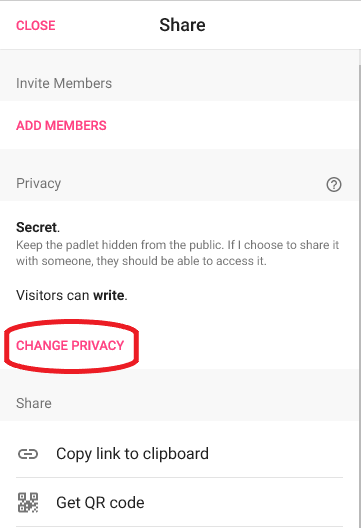 CLOSE Share
Invite Members
ADD MEMBERS
Privacy
Secret.
Keep the padlet hidden from the public. If I choose to share it
with someone, they should be able to access it.
Visitors can write.
CHANGE PRIVACY
Share
Copy link to clipboard
Get QR code